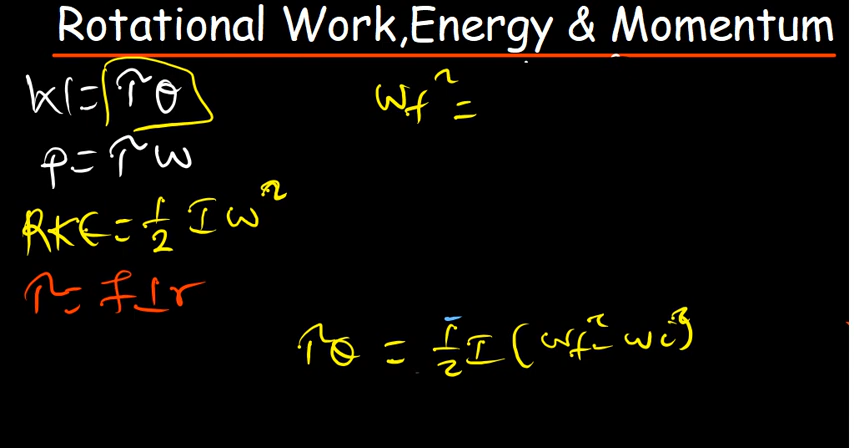 Rotational Work,Energy & Momentum
W = τθ
ωf² =
P = τω
RKE = 1/2 I ω²
τ = F⊥r
τθ = 1/2 I (ωf² - ωi²)